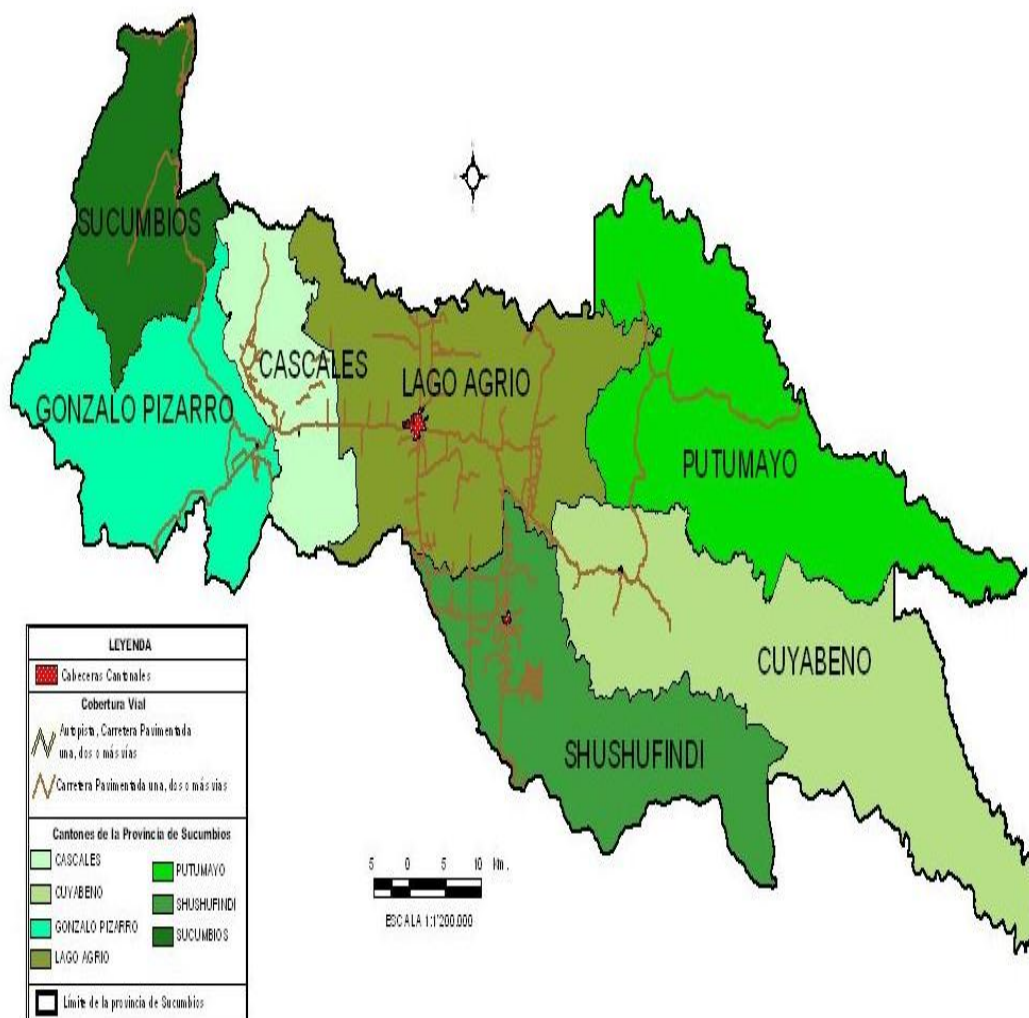 SUCUMBIOS
CASCALES
LAGO AGRIO
GONZALO PIZARRO
PUTUMAYO
CUYABENO
SHUSHUFINDI
LEYENDA
Cabeceras Cantonales
Cobertura Vial
Autopista, Carretera Pavimentada
una, dos o más vías
Carretera Pavimentada una, dos o más vías
Cantones de la Provincia de Sucumbios
CASCALES
CUYABENO
GONZALO PIZARRO
LAGO AGRIO
PUTUMAYO
SHUSHUFINDI
SUCUMBIOS
Límite de la provincia de Sucumbios
5 0 5 10 Km.
ESCALA 1:1'200.000